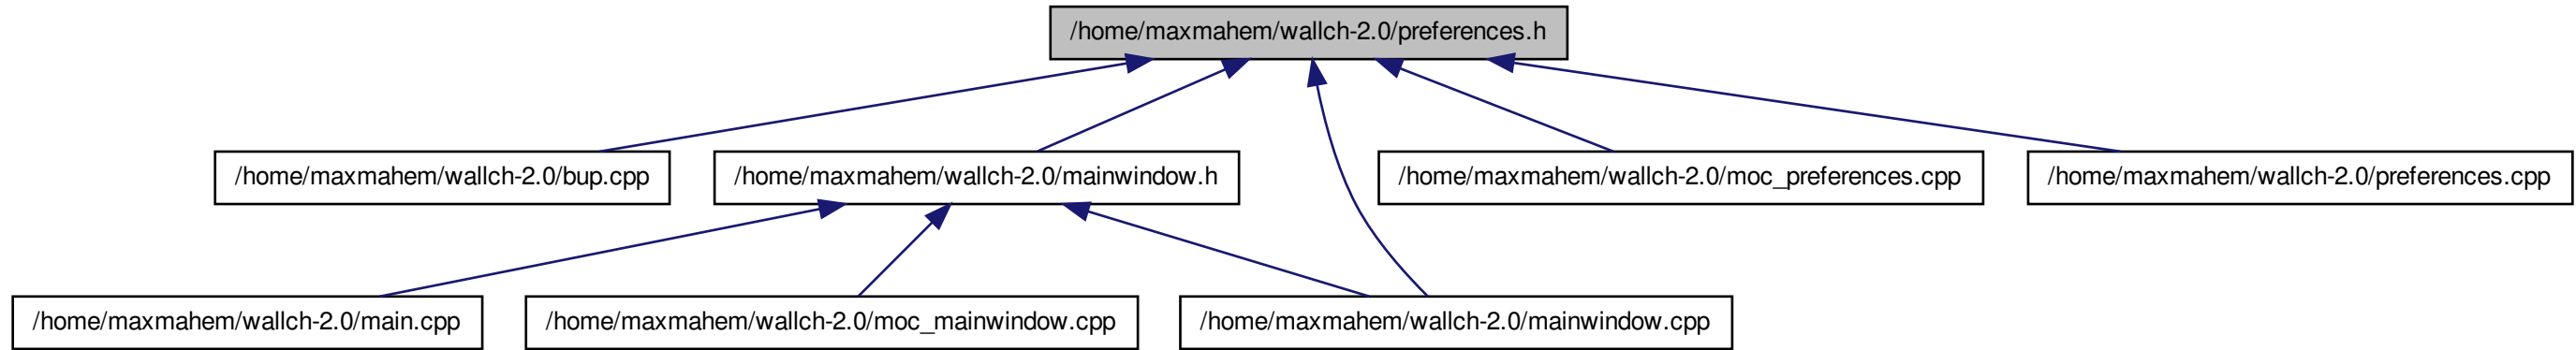 /home/maxmahem/wallch-2.0/preferences.h
/home/maxmahem/wallch-2.0/bup.cpp
/home/maxmahem/wallch-2.0/mainwindow.h
/home/maxmahem/wallch-2.0/moc_preferences.cpp
/home/maxmahem/wallch-2.0/preferences.cpp
/home/maxmahem/wallch-2.0/main.cpp
/home/maxmahem/wallch-2.0/moc_mainwindow.cpp
/home/maxmahem/wallch-2.0/mainwindow.cpp